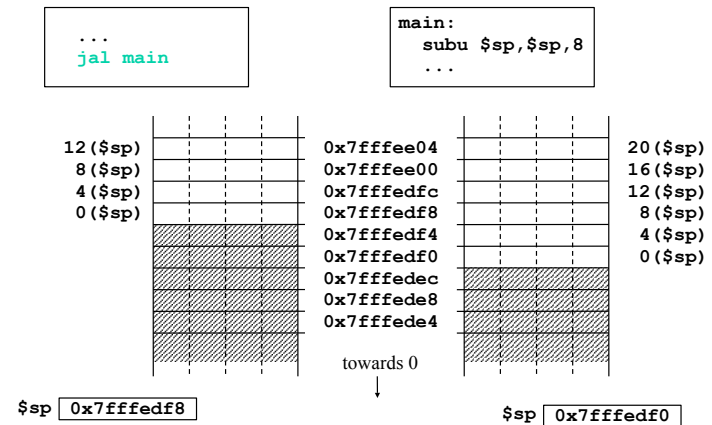 ...
jal main
main:
subu $sp,$sp,8
...
12($sp)
8($sp)
4($sp)
0($sp)
0x7fffee04
0x7fffee00
0x7fffedfc
0x7fffedf8
0x7fffedf4
0x7fffedf0
0x7fffedec
0x7fffede8
0x7fffede4
20($sp)
16($sp)
12($sp)
8($sp)
4($sp)
0($sp)
towards 0
$sp 0x7fffedf8
$sp 0x7fffedf0